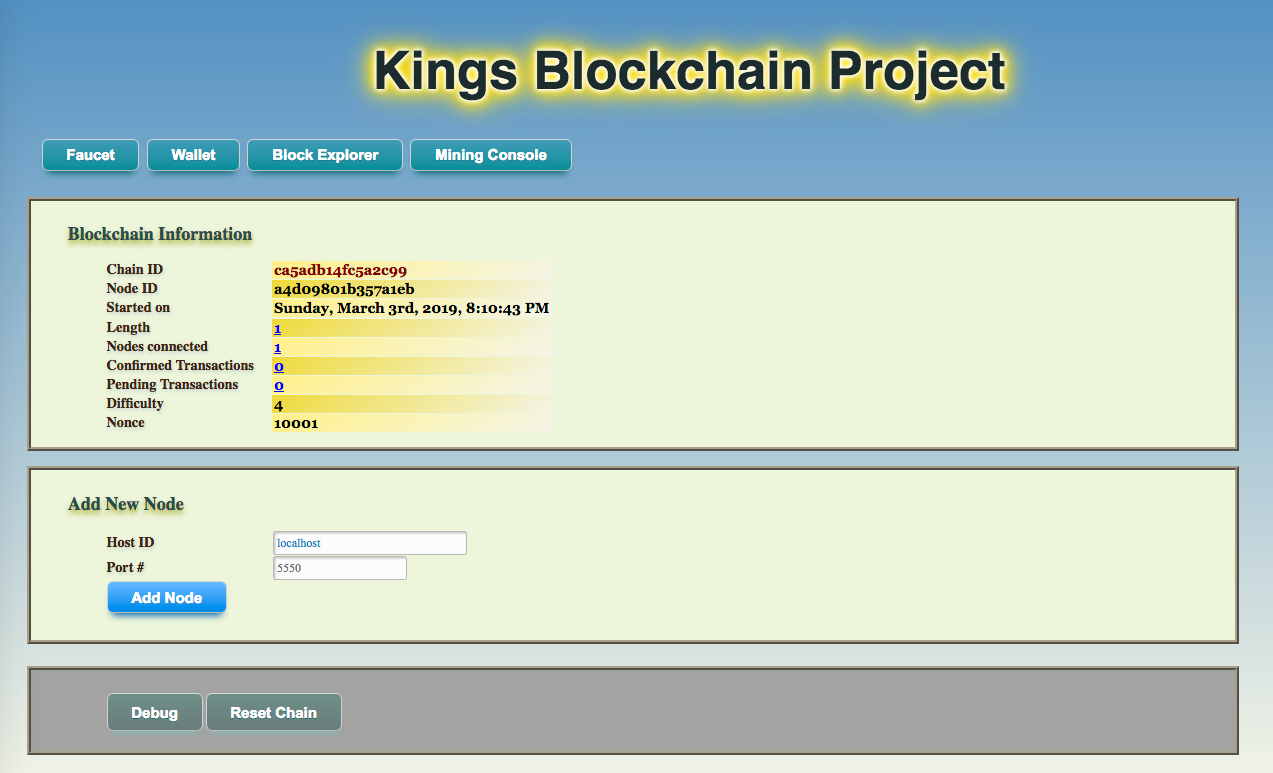 Kings Blockchain Project
Faucet Wallet Block Explorer Mining Console
Blockchain Information
Chain ID ca5adb14fc5a2c99
Node ID a4d09801b357a1eb
Started on Sunday, March 3rd, 2019, 8:10:43 PM
Length 1
Nodes connected 1
Confirmed Transactions 0
Pending Transactions 0
Difficulty 4
Nonce 10001
Add New Node
Host ID localhost
Port # 5550
Add Node
Debug Reset Chain